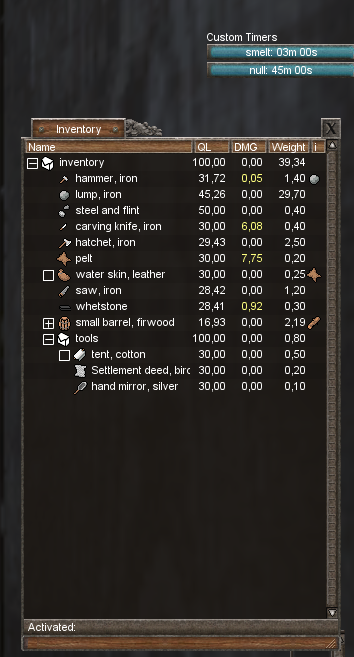 Custom Timers
smelt: 03m 00s
null: 45m 00s
Inventory
X
Name QL DMG Weight i
inventory 100,00 0,00 39,34
hammer, iron 31,72 0,05 1,40
lump, iron 45,26 0,00 29,70
steel and flint 50,00 0,00 0,40
carving knife, iron 30,00 6,08 0,40
hatchet, iron 29,43 0,00 2,50
pelt 30,00 7,75 0,20
water skin, leather 30,00 0,00 0,25
saw, iron 28,42 0,00 1,20
whetstone 28,41 0,92 0,30
small barrel, firwood 16,93 0,00 2,19
tools 100,00 0,00 0,80
tent, cotton 30,00 0,00 0,50
Settlement deed, birc 30,00 0,00 0,20
hand mirror, silver 30,00 0,00 0,10
Activated: